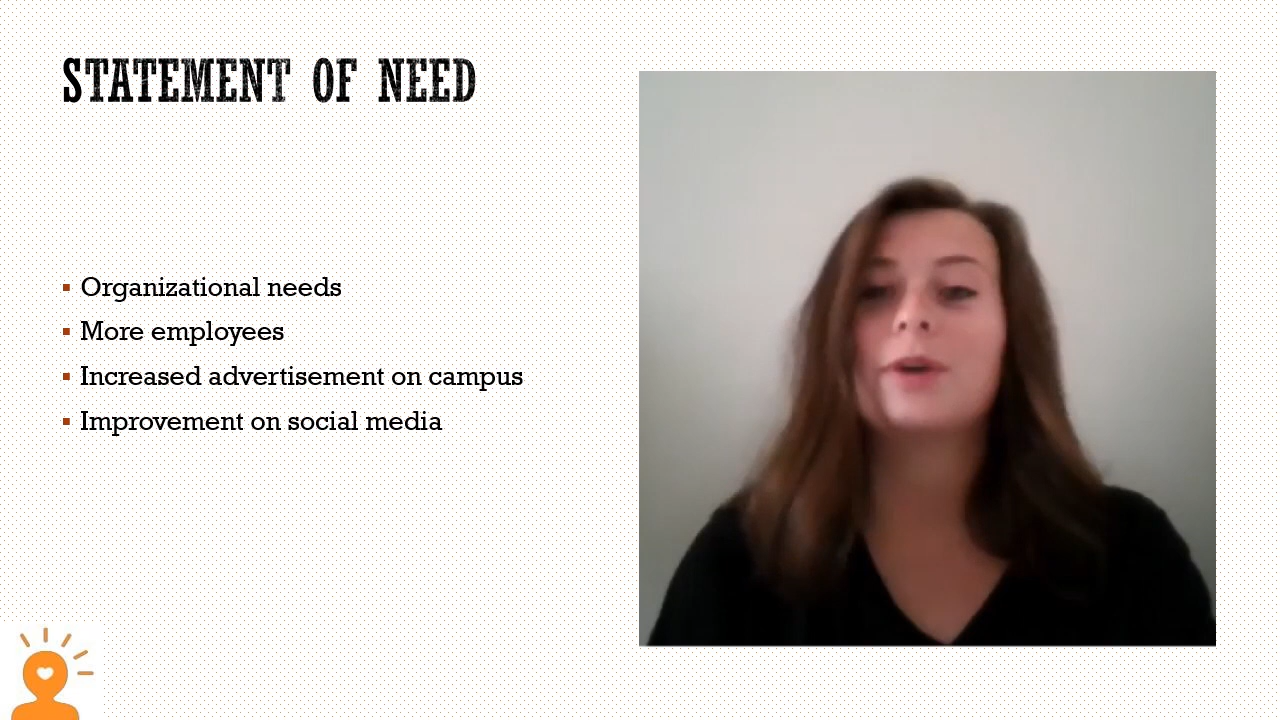 STATEMENT OF NEED
Organizational needs
More employees
Increased advertisement on campus
Improvement on social media